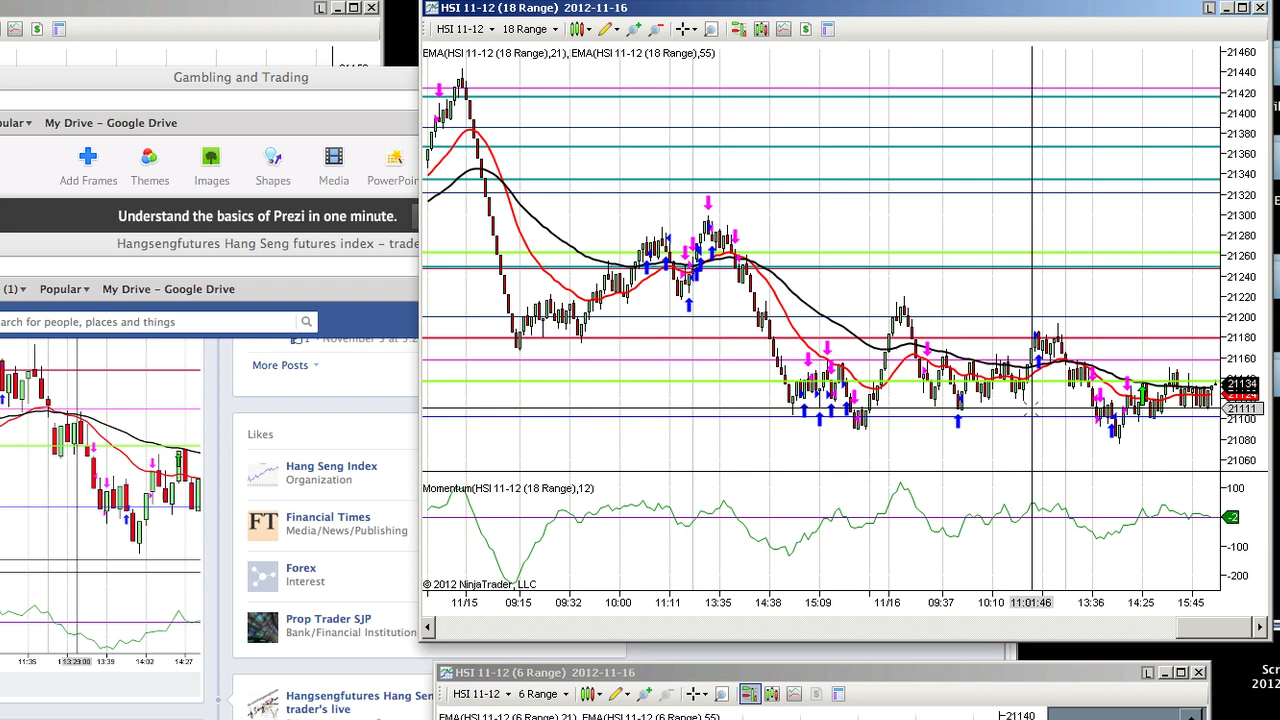 HSI 11-12 (18 Range) 2012-11-16
HSI 11-12
18 Range
EMA(HSI 11-12 (18 Range),21), EMA(HSI 11-12 (18 Range),55)
21460
21440
21420
21400
21380
21360
21340
21320
21300
21280
21260
21240
21220
21200
21180
21160
21134
21124
21111
21100
21080
21060
Momentum(HSI 11-12 (18 Range),12)
100
-2
-100
-200
© 2012 NinjaTrader, LLC
11/15 09:15 09:32 10:00 11:11 13:35 14:38 15:09 11/16 09:37 10:10 11:01:46 13:36 14:25 15:45
Gambling and Trading
My Drive – Google Drive
Add Frames Themes Images Shapes Media
Understand the basics of Prezi in one minute.
Hangsengfutures Hang Seng futures index – trade
(1) Popular My Drive – Google Drive
arch for people, places and things
More Posts
Likes
Hang Seng Index
Organization
FT
Financial Times
Media/News/Publishing
Forex
Interest
Prop Trader SJP
Bank/Financial Institution
Hangsengfutures Hang Sen
trader's live
11:35 13:29:00 13:39 14:02 14:27
HSI 11-12 (6 Range) 2012-11-16
HSI 11-12
6 Range
21140
2012